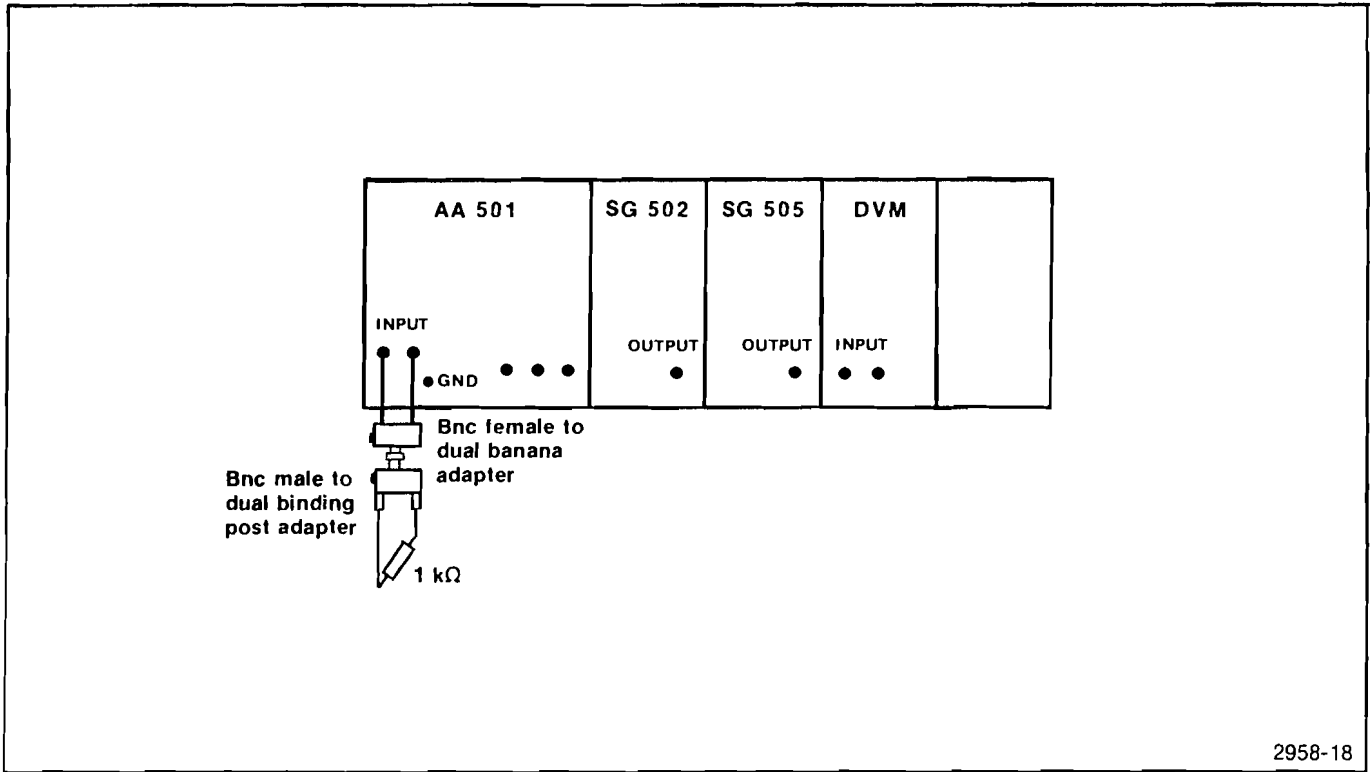 AA 501
SG 502
SG 505
DVM
INPUT
OUTPUT
OUTPUT
INPUT
GND
Bnc female to
dual banana
adapter
Bnc male to
dual binding
post adapter
1 kΩ
2958-18